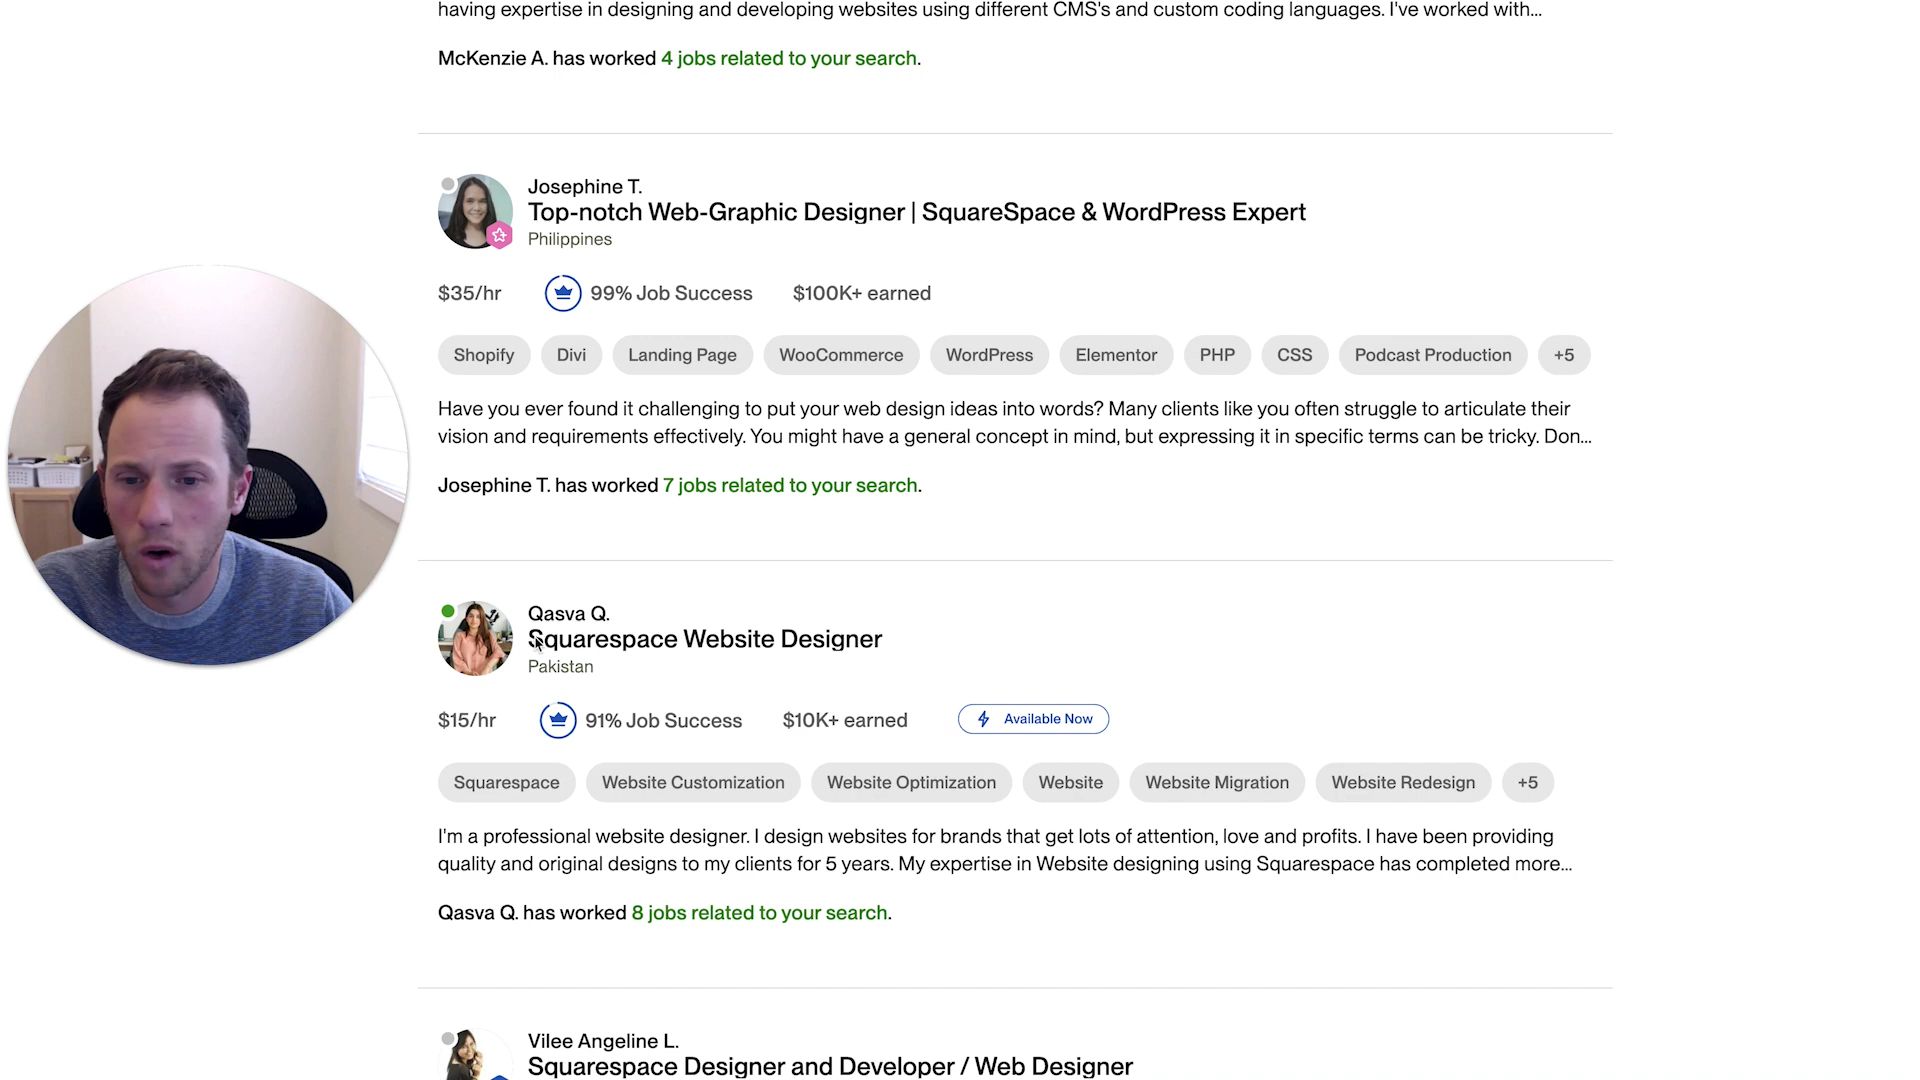 having expertise in designing and developing websites using different CMS's and custom coding languages. I've worked with...
McKenzie A. has worked 4 jobs related to your search.
Josephine T.
Top-notch Web-Graphic Designer | SquareSpace & WordPress Expert
Philippines
$35/hr 99% Job Success $100K+ earned
Shopify Divi Landing Page WooCommerce WordPress Elementor PHP CSS Podcast Production +5
Have you ever found it challenging to put your web design ideas into words? Many clients like you often struggle to articulate their
vision and requirements effectively. You might have a general concept in mind, but expressing it in specific terms can be tricky. Don...
Josephine T. has worked 7 jobs related to your search.
Qasva Q.
Squarespace Website Designer
Pakistan
$15/hr 91% Job Success $10K+ earned Available Now
Squarespace Website Customization Website Optimization Website Website Migration Website Redesign +5
I'm a professional website designer. I design websites for brands that get lots of attention, love and profits. I have been providing
quality and original designs to my clients for 5 years. My expertise in Website designing using Squarespace has completed more...
Qasva Q. has worked 8 jobs related to your search.
Vilee Angeline L.
Squarespace Designer and Developer / Web Designer